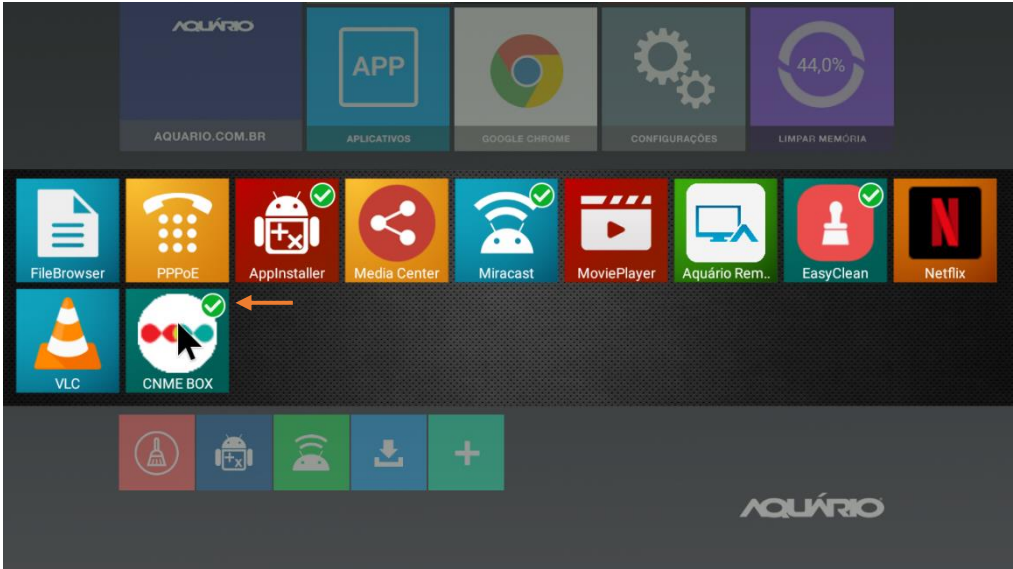 AQUÁRIO
APP
44,0%
AQUARIO.COM.BR
APLICATIVOS
GOOGLE CHROME
CONFIGURAÇÕES
LIMPAR MEMÓRIA
FileBrowser
PPPoE
AppInstaller
Media Center
Miracast
MoviePlayer
Aquário Rem..
EasyClean
N
Netflix
VLC
CNME BOX
AQUÁRIO